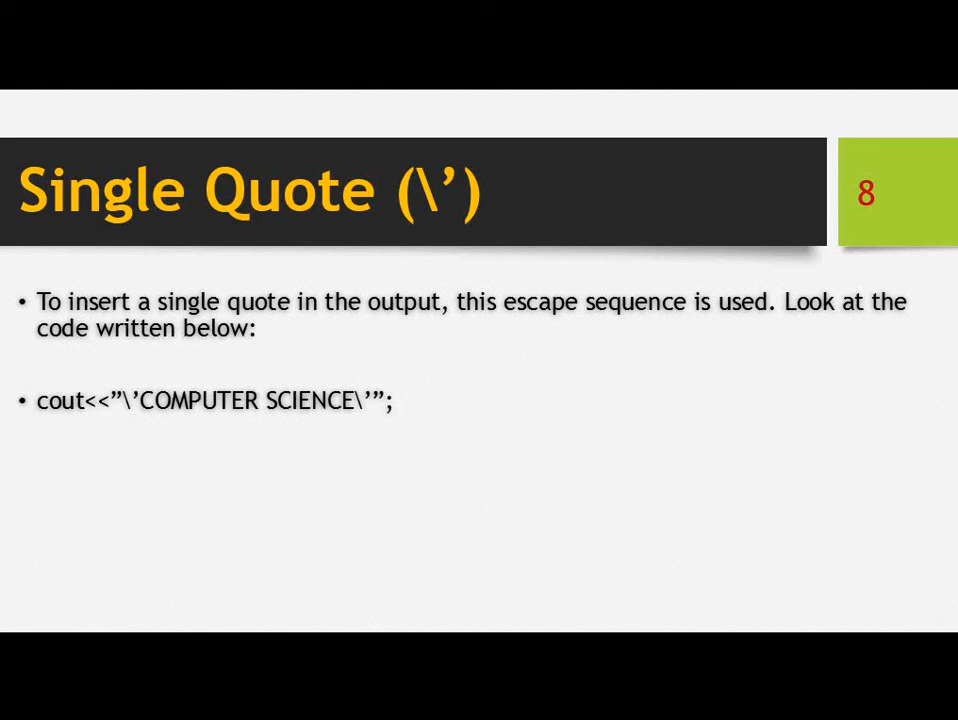 Single Quote (\’)
8
• To insert a single quote in the output, this escape sequence is used. Look at the
code written below:
• cout<<”\’COMPUTER SCIENCE\’”;